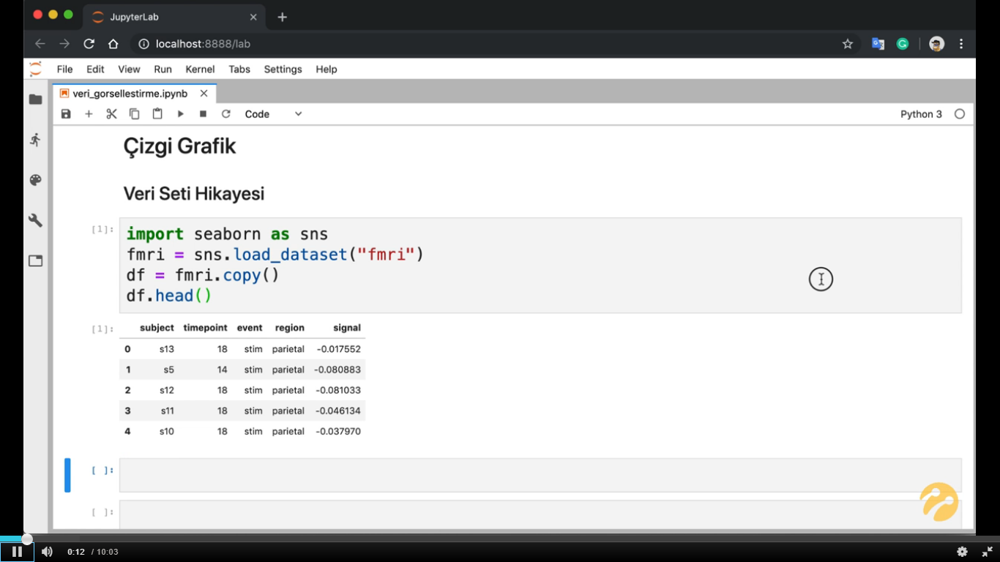 JupyterLab
localhost:8888/lab
File Edit View Run Kernel Tabs Settings Help
veri_gorsellestirme.ipynb
Code
Python 3
Çizgi Grafik
Veri Seti Hikayesi
[1]:
import seaborn as sns
fmri = sns.load_dataset("fmri")
df = fmri.copy()
df.head()
[1]:
subject timepoint event region signal
0 s13 18 stim parietal -0.017552
1 s5 14 stim parietal -0.080883
2 s12 18 stim parietal -0.081033
3 s11 18 stim parietal -0.046134
4 s10 18 stim parietal -0.037970
[ ]:
[ ]:
0:12 / 10:03